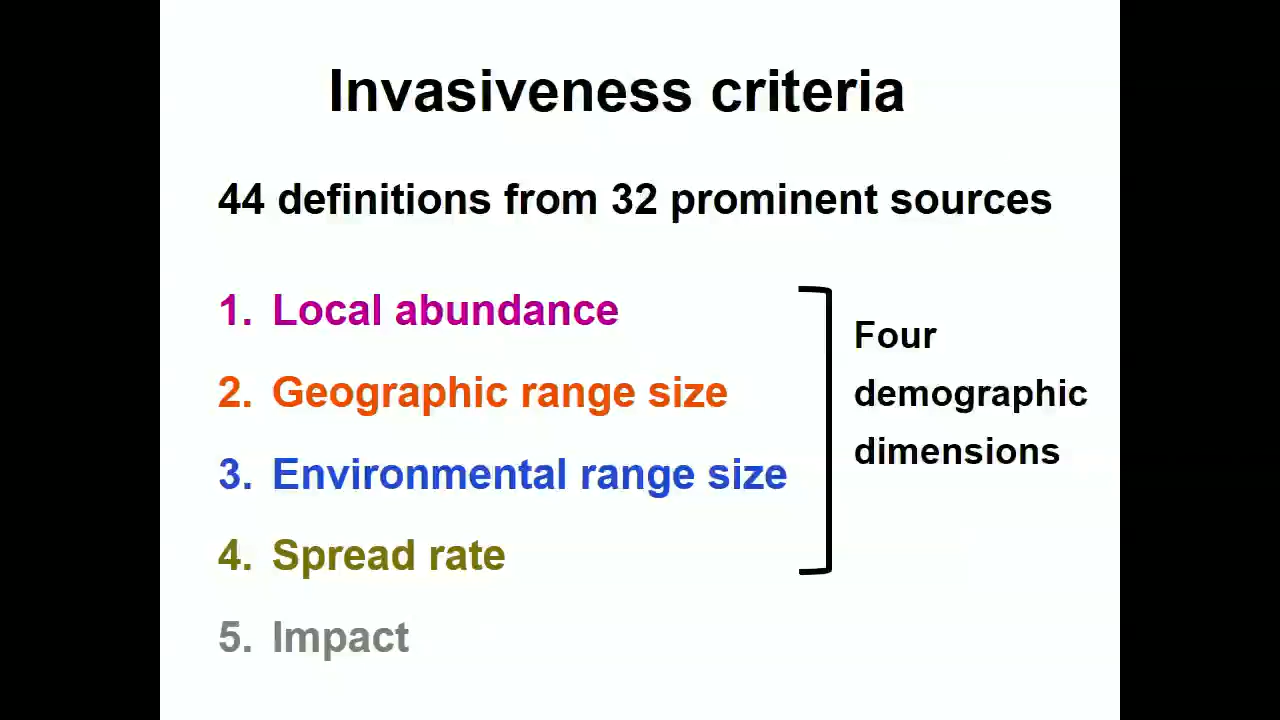 Invasiveness criteria
44 definitions from 32 prominent sources
1. Local abundance
2. Geographic range size
3. Environmental range size
4. Spread rate
5. Impact
Four
demographic
dimensions